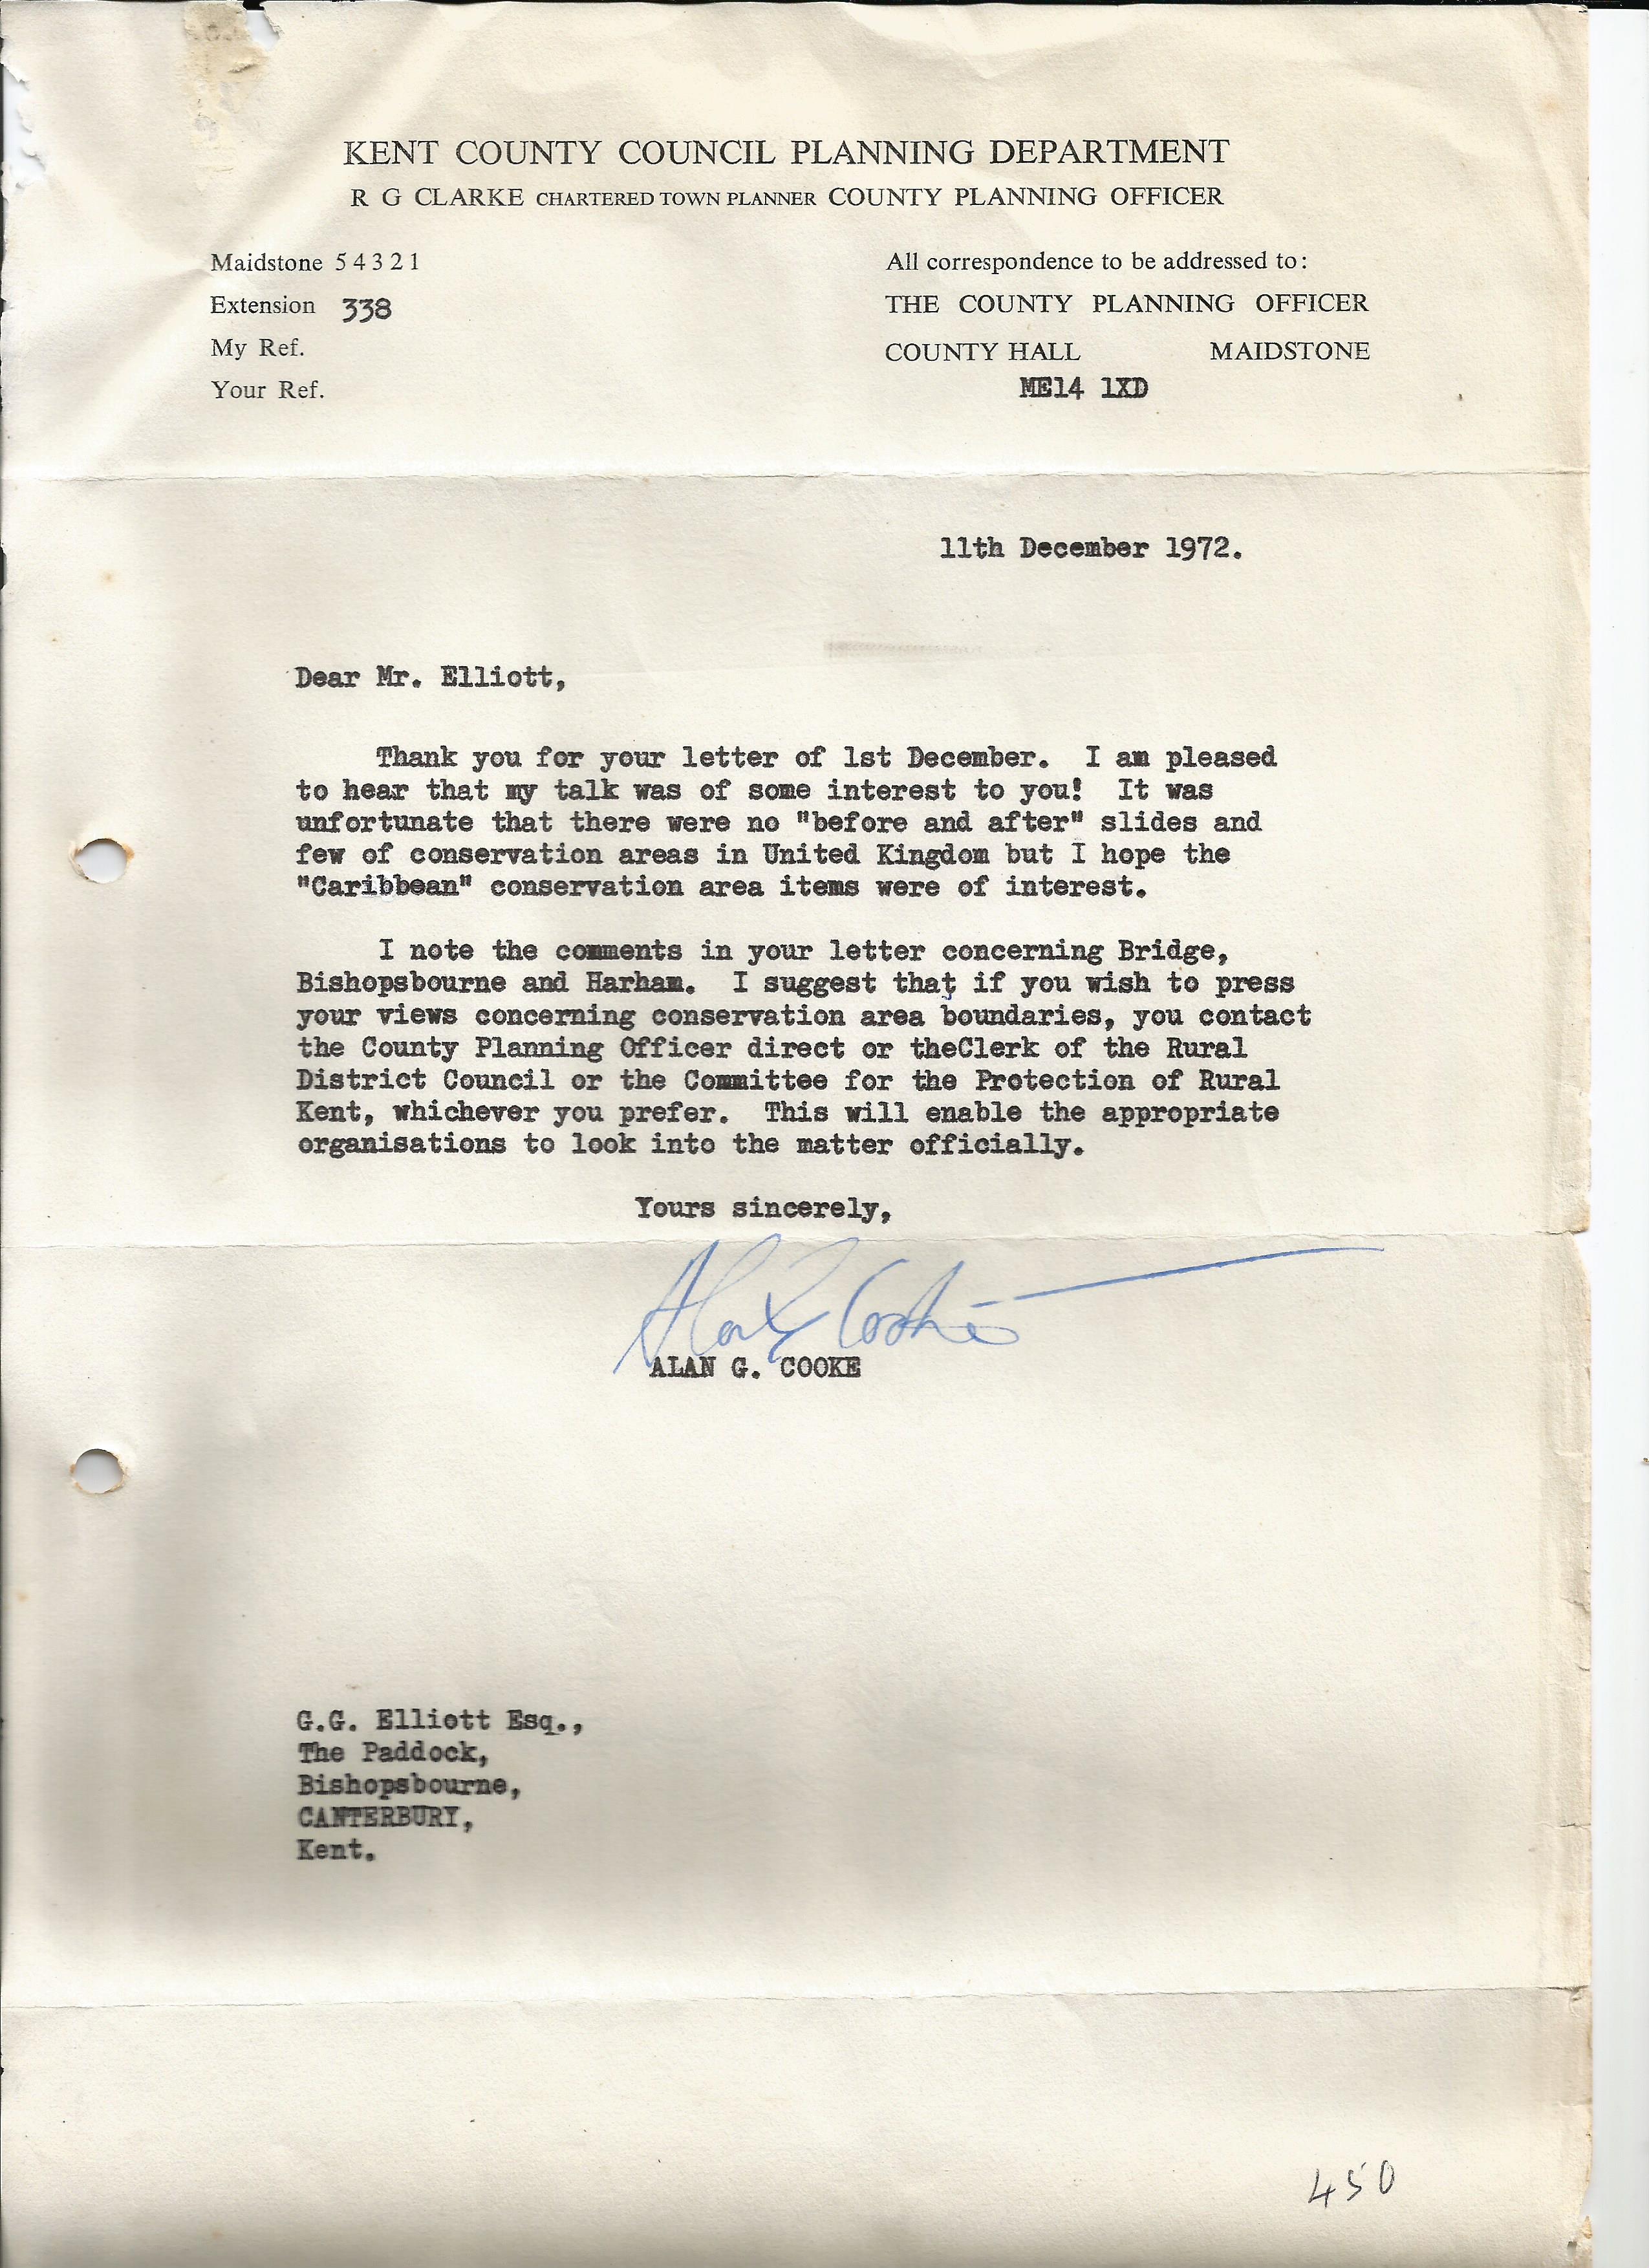 KENT COUNTY COUNCIL PLANNING DEPARTMENT
R G CLARKE CHARTERED TOWN PLANNER COUNTY PLANNING OFFICER
Maidstone 54321
Extension 338
My Ref.
Your Ref.
All correspondence to be addressed to:
THE COUNTY PLANNING OFFICER
COUNTY HALL MAIDSTONE
ME14 1XD
11th December 1972.
Dear Mr. Elliott,
Thank you for your letter of 1st December. I am pleased
to hear that my talk was of some interest to you! It was
unfortunate that there were no "before and after" slides and
few of conservation areas in United Kingdom but I hope the
"Caribbean" conservation area items were of interest.
I note the comments in your letter concerning Bridge,
Bishopsbourne and Harham. I suggest that if you wish to press
your views concerning conservation area boundaries, you contact
the County Planning Officer direct or theClerk of the Rural
District Council or the Committee for the Protection of Rural
Kent, whichever you prefer. This will enable the appropriate
organisations to look into the matter officially.
Yours sincerely,
Alan G Cooke
ALAN G. COOKE
G.G. Elliott Esq.,
The Paddock,
Bishopsbourne,
CANTERBURY,
Kent.
450